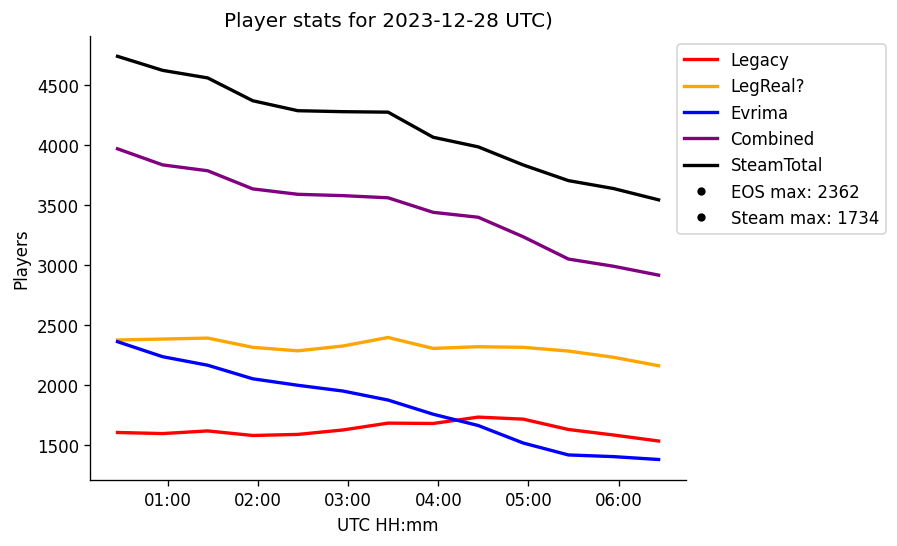 Player stats for 2023-12-28 UTC)
Legacy
LegReal?
Evrima
Combined
SteamTotal
EOS max: 2362
Steam max: 1734
Players
4500
4000
3500
3000
2500
2000
1500
01:00 02:00 03:00 04:00 05:00 06:00
UTC HH:mm